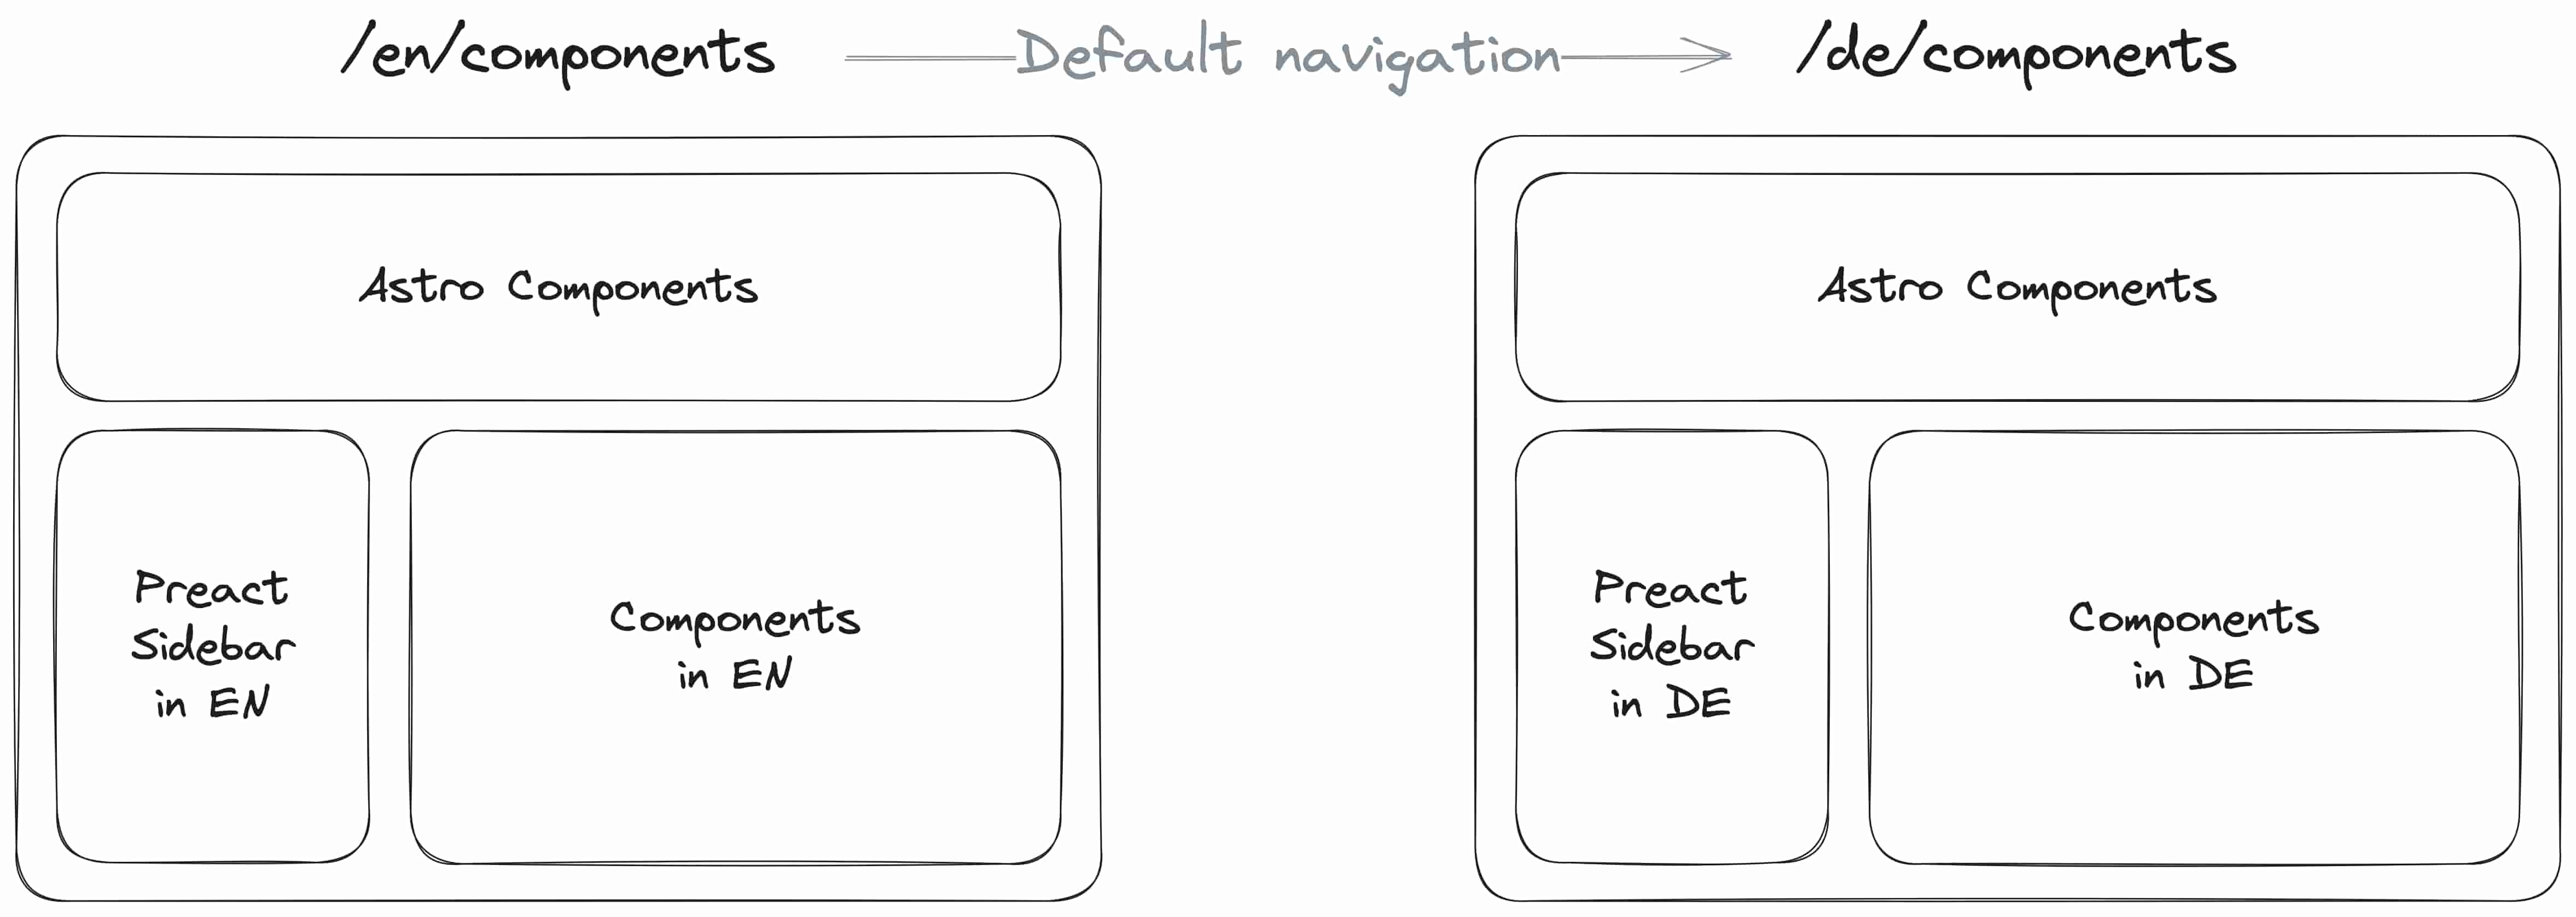 /en/components
Default navigation
/de/components
Astro Components
Preact
Sidebar
in EN
Components
in EN
Astro Components
Preact
Sidebar
in DE
Components
in DE